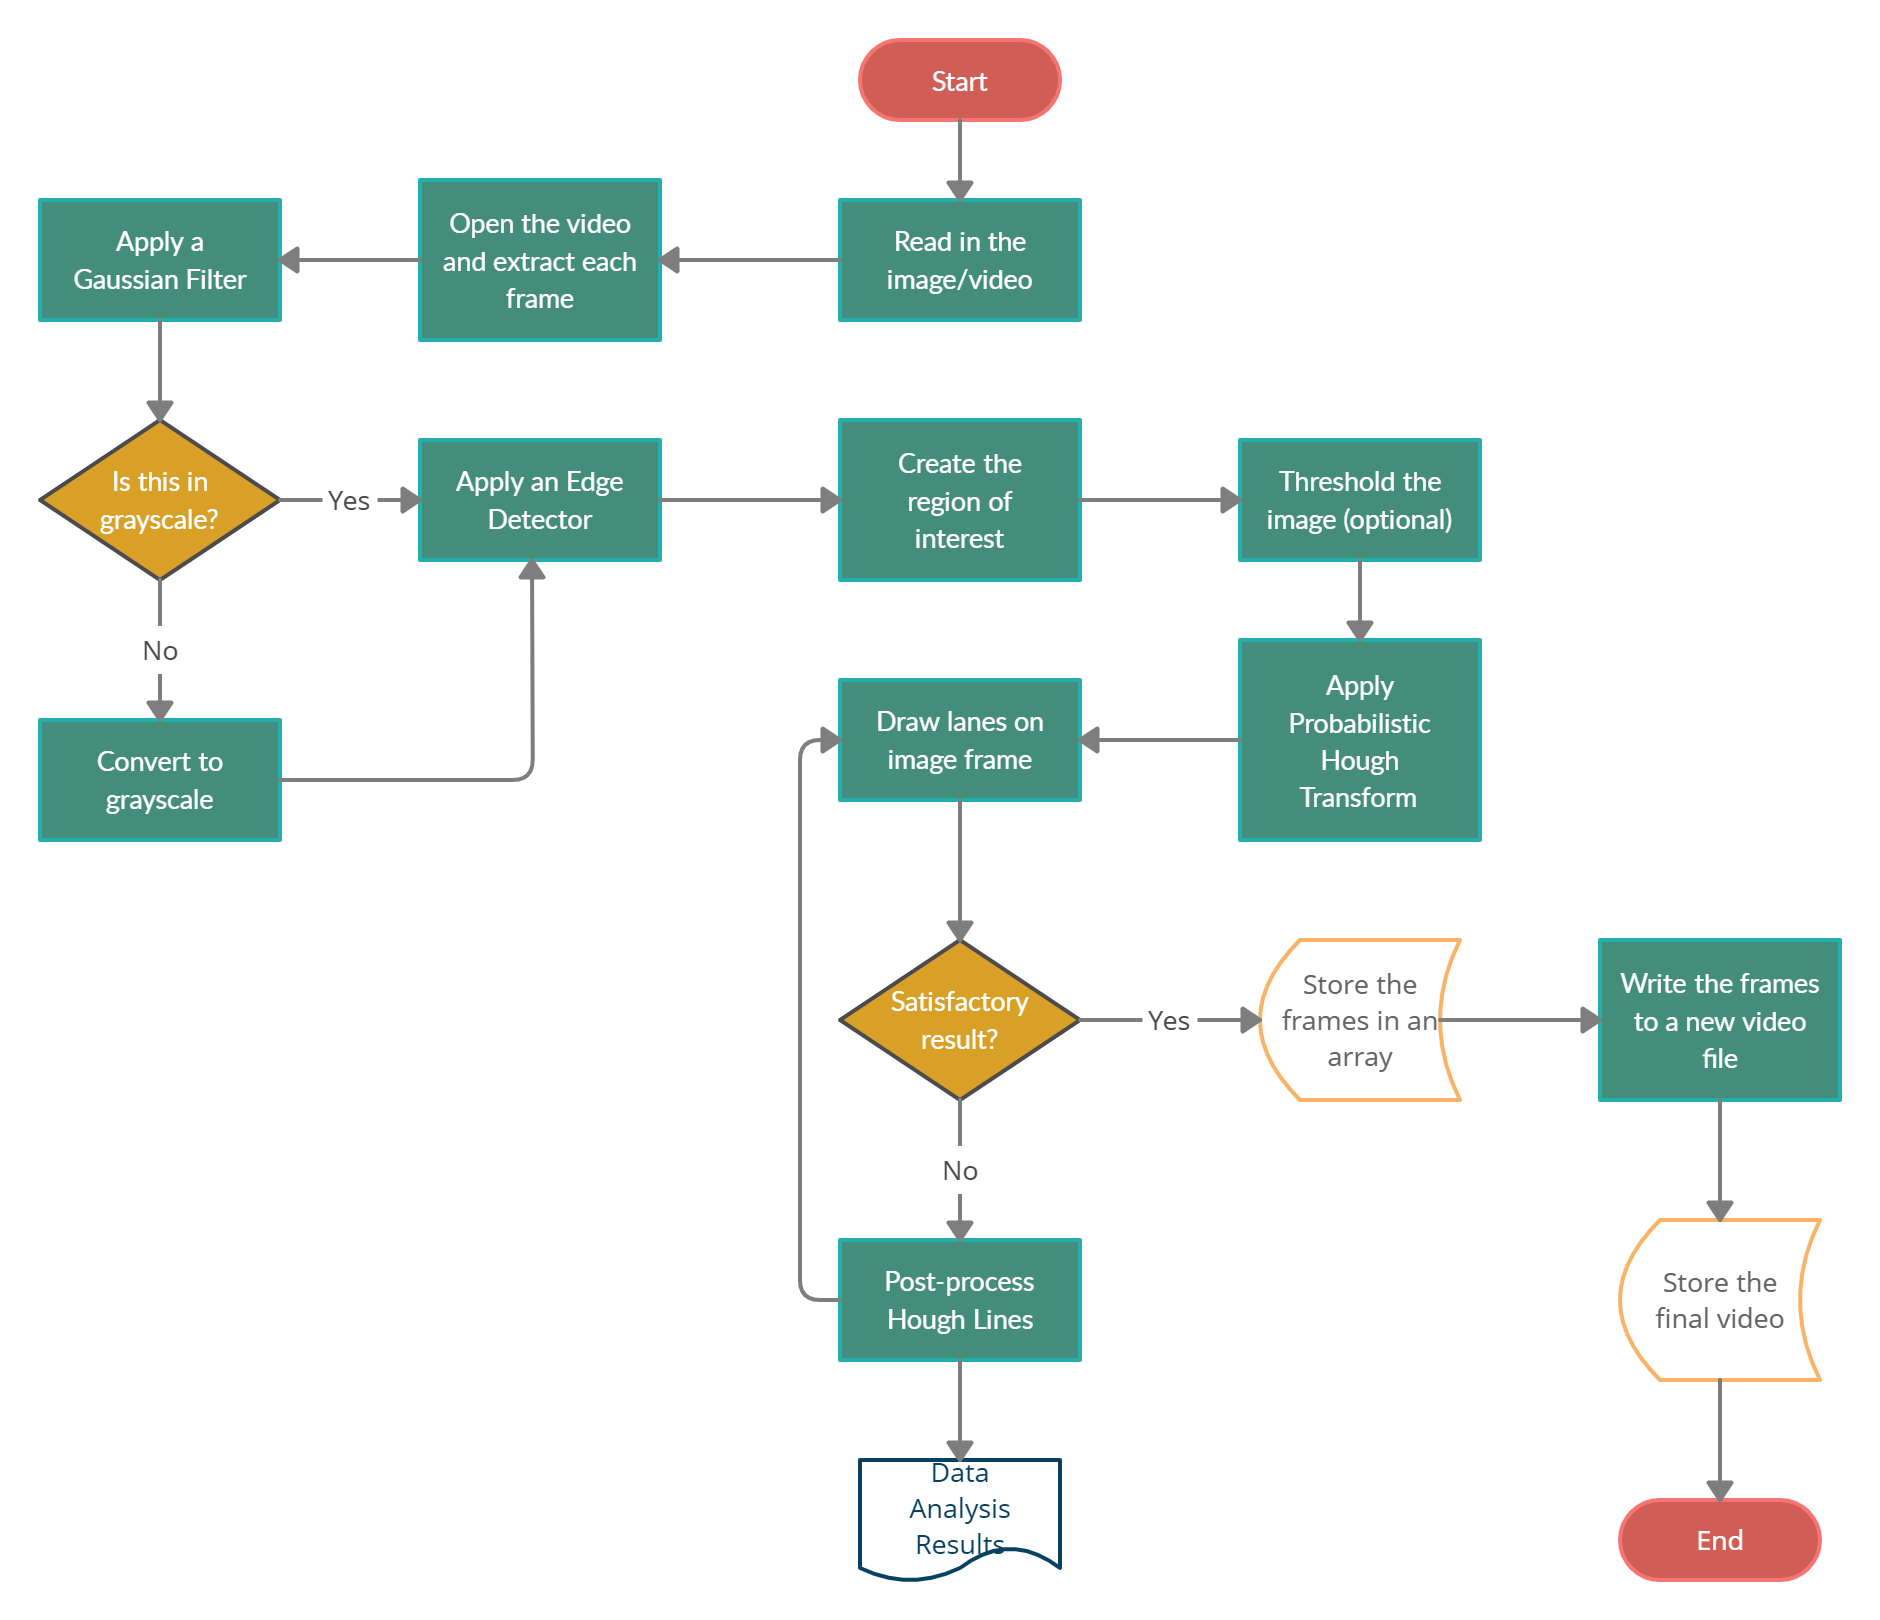 Start
Read in the
image/video
Open the video
and extract each
frame
Apply a
Gaussian Filter
Is this in
grayscale?
Yes
No
Convert to
grayscale
Apply an Edge
Detector
Create the
region of
interest
Threshold the
image (optional)
Apply
Probabilistic
Hough
Transform
Draw lanes on
image frame
Satisfactory
result?
Yes
No
Store the
frames in an
array
Write the frames
to a new video
file
Store the
final video
End
Post-process
Hough Lines
Data
Analysis
Results